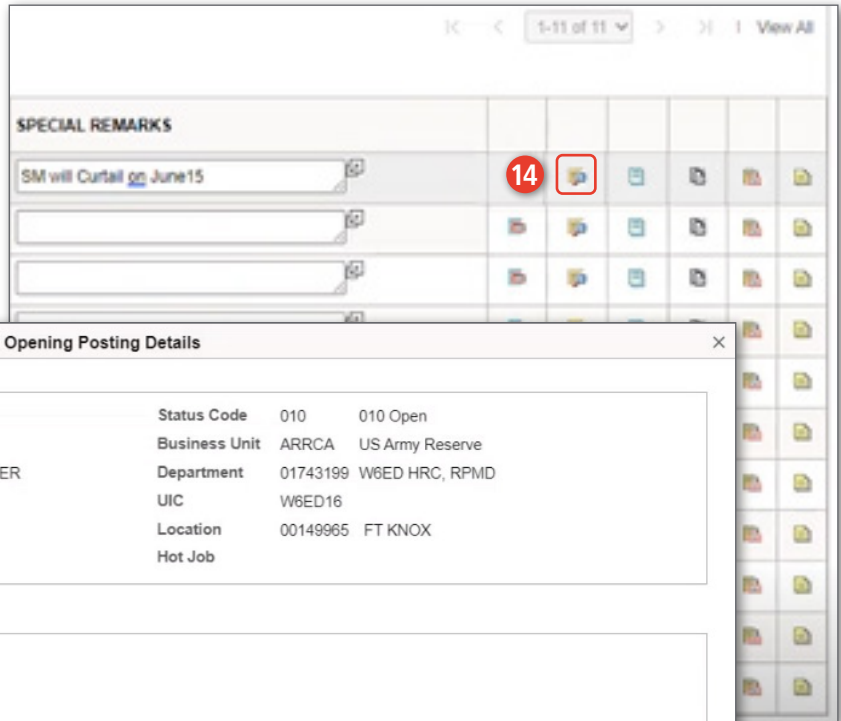 1-11 of 11
View All
SPECIAL REMARKS
SM will Curtail on June15
14
Opening Posting Details
Status Code 010 010 Open
Business Unit ARRCA US Army Reserve
ER Department 01743199 W6ED HRC, RPMD
UIC W6ED16
Location 00149965 FT KNOX
Hot Job